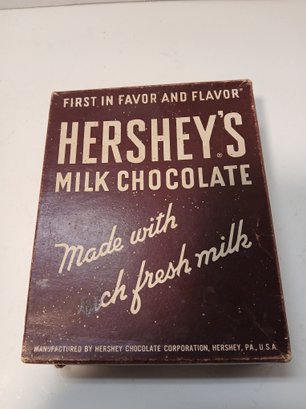 FIRST IN FAVOR AND FLAVOR®
HERSHEY'S®
MILK CHOCOLATE
Made with
ch fresh milk
MANUFACTURED BY HERSHEY CHOCOLATE CORPORATION, HERSHEY, PA., U.S.A.